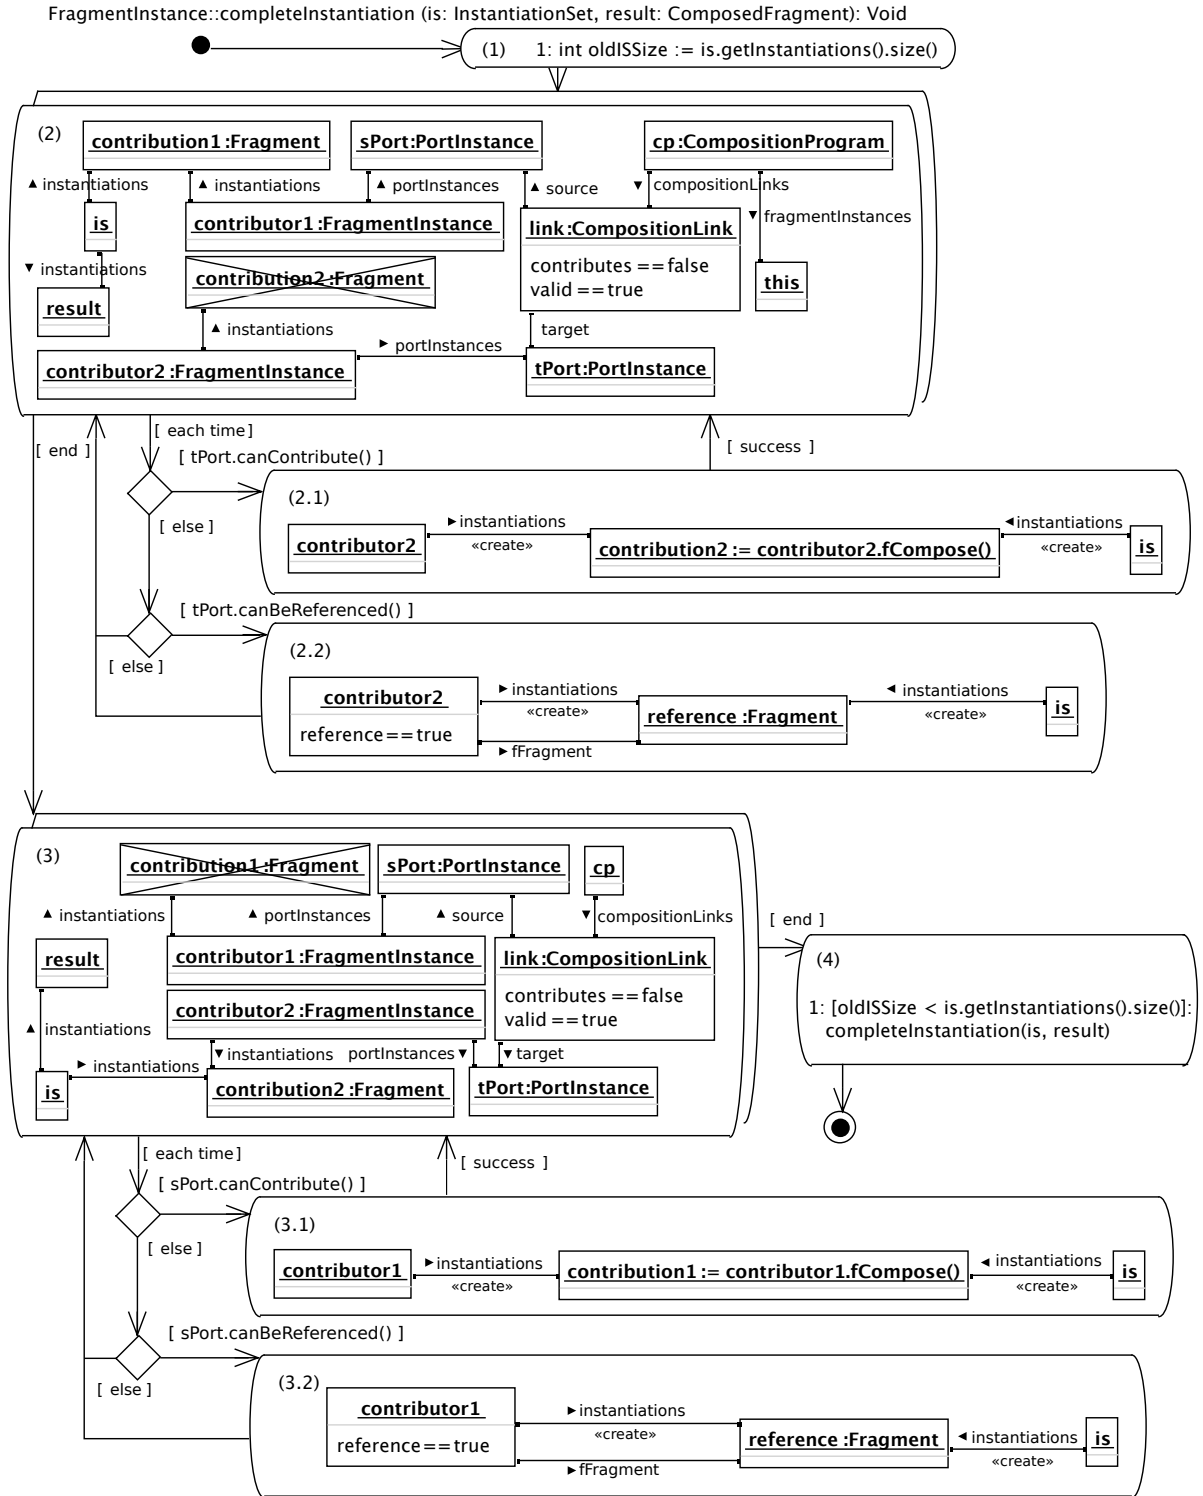 FragmentInstance::completeInstantiation (is: InstantiationSet, result: ComposedFragment): Void
(1) 1: int oldISSize := is.getInstantiations().size()
(2)
contribution1:Fragment
sPort:PortInstance
cp:CompositionProgram
▲ instantiations
▲ instantiations
▲ portInstances
▲ source
▼ compositionLinks
is
contributor1:FragmentInstance
link:CompositionLink
contributes ==false
valid ==true
▼ fragmentInstances
this
▼ instantiations
result
contribution2:Fragment
▲ instantiations
target
contributor2:FragmentInstance
► portInstances
tPort:PortInstance
[ end ]
[ each time]
[ success ]
[ tPort.canContribute() ]
[ else ]
(2.1)
contributor2
►instantiations
«create»
contribution2 := contributor2.fCompose()
◄instantiations
«create»
is
[ tPort.canBeReferenced() ]
[ else ]
(2.2)
contributor2
reference==true
►instantiations
«create»
►fFragment
reference :Fragment
◄ instantiations
«create»
is
(3)
contribution1:Fragment
sPort:PortInstance
cp
▲ instantiations
▲ portInstances
▲ source
▼compositionLinks
result
contributor1:FragmentInstance
link:CompositionLink
contributes ==false
valid ==true
contributor2:FragmentInstance
▲ instantiations
► instantiations
▼instantiations
portInstances▼
▼target
is
contribution2:Fragment
tPort:PortInstance
[ end ]
(4)
1: [oldISSize < is.getInstantiations().size()]:
completeInstantiation(is, result)
[ each time]
[ success ]
[ sPort.canContribute() ]
[ else ]
(3.1)
contributor1
►instantiations
«create»
contribution1 := contributor1.fCompose()
◄ instantiations
«create»
is
[ sPort.canBeReferenced() ]
[ else ]
(3.2)
contributor1
reference==true
►instantiations
«create»
►fFragment
reference :Fragment
◄ instantiations
«create»
is